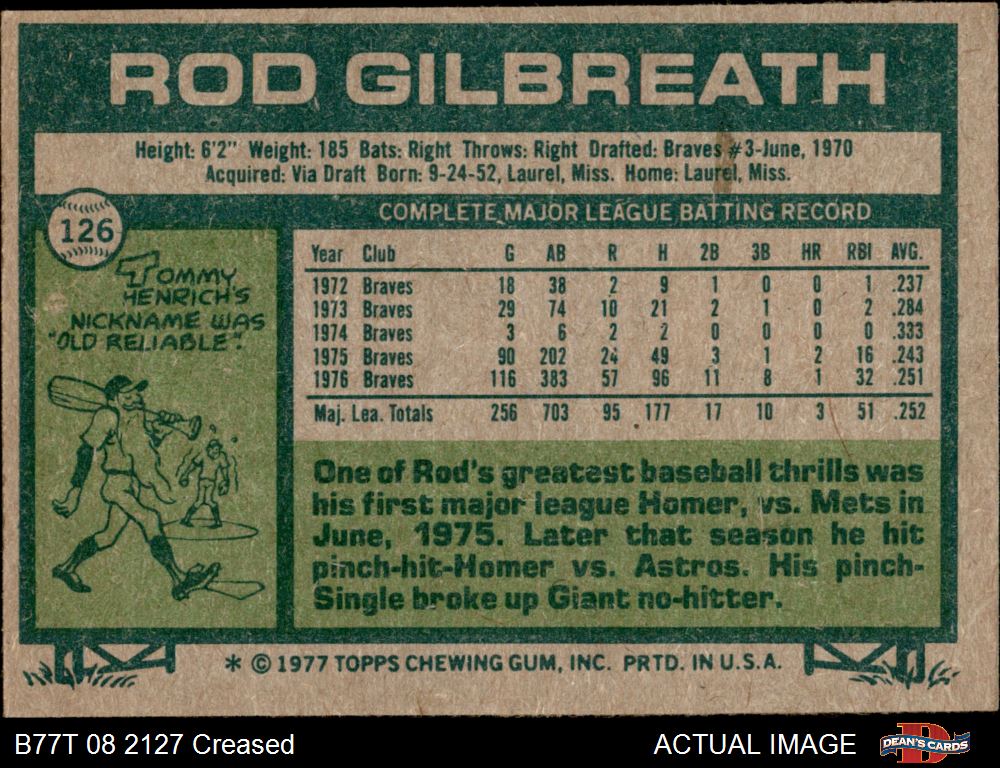 ROD GILBREATH
Height: 6'2" Weight: 185 Bats: Right Throws: Right Drafted: Braves #3-June, 1970
Acquired: Via Draft Born: 9-24-52, Laurel, Miss. Home: Laurel, Miss.
126
TOMMY
HENRICH'S
NICKNAME WAS
"OLD RELIABLE".
COMPLETE MAJOR LEAGUE BATTING RECORD
Year Club G AB R H 2B 3B HR RBI AVG.
1972 Braves 18 38 2 9 1 0 0 1 .237
1973 Braves 29 74 10 21 2 1 0 2 .284
1974 Braves 3 6 2 2 0 0 0 0 .333
1975 Braves 90 202 24 49 3 1 2 16 .243
1976 Braves 116 383 57 96 11 8 1 32 .251
Maj. Lea. Totals 256 703 95 177 17 10 3 51 .252
One of Rod's greatest baseball thrills was
his first major league Homer, vs. Mets in
June, 1975. Later that season he hit
pinch-hit-Homer vs. Astros. His pinch-
Single broke up Giant no-hitter.
* © 1977 TOPPS CHEWING GUM, INC. PRTD. IN U.S.A.
B77T 08 2127 Creased
ACTUAL IMAGE
DEAN'S CARDS